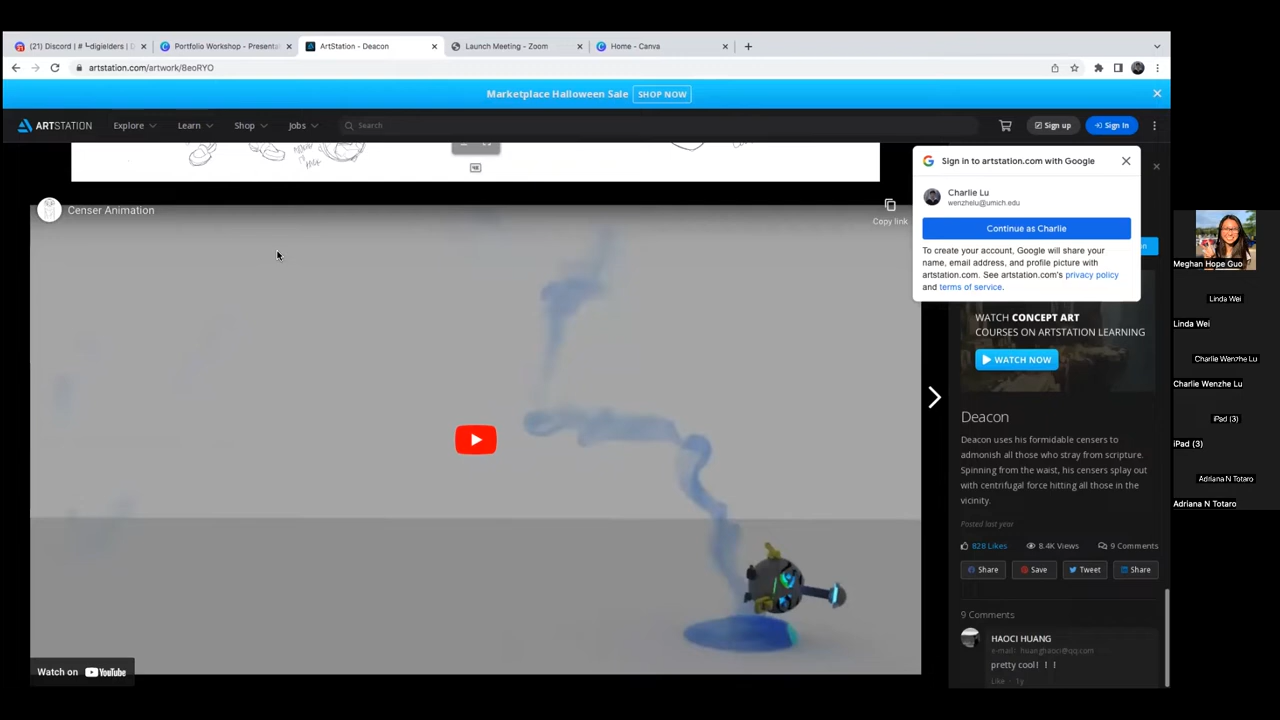 (21) Discord | # ┗digielders | D
Portfolio Workshop - Presenta
ArtStation - Deacon
Launch Meeting - Zoom
Home - Canva
artstation.com/artwork/8eoRYO
Marketplace Halloween Sale SHOP NOW
ARTSTATION
Explore
Learn
Shop
Jobs
Search
Sign up
Sign In
Censer Animation
Copy link
Sign in to artstation.com with Google
Charlie Lu
wenzhelu@umich.edu
Continue as Charlie
To create your account, Google will share your
name, email address, and profile picture with
artstation.com. See artstation.com's privacy policy
and terms of service.
WATCH CONCEPT ART
COURSES ON ARTSTATION LEARNING
WATCH NOW
Deacon
Deacon uses his formidable censers to
admonish all those who stray from scripture.
Spinning from the waist, his censers splay out
with centrifugal force hitting all those in the
vicinity.
Posted last year
828 Likes
8.4K Views
9 Comments
Share
Save
Tweet
Share
9 Comments
HAOCI HUANG
e-mail： huanghaoci@qq.com
pretty cool！！！
Like · 1y
Watch on YouTube
Meghan Hope Guo
Linda Wei
Linda Wei
Charlie Wenzhe Lu
Charlie Wenzhe Lu
iPad (3)
iPad (3)
Adriana N Totaro
Adriana N Totaro